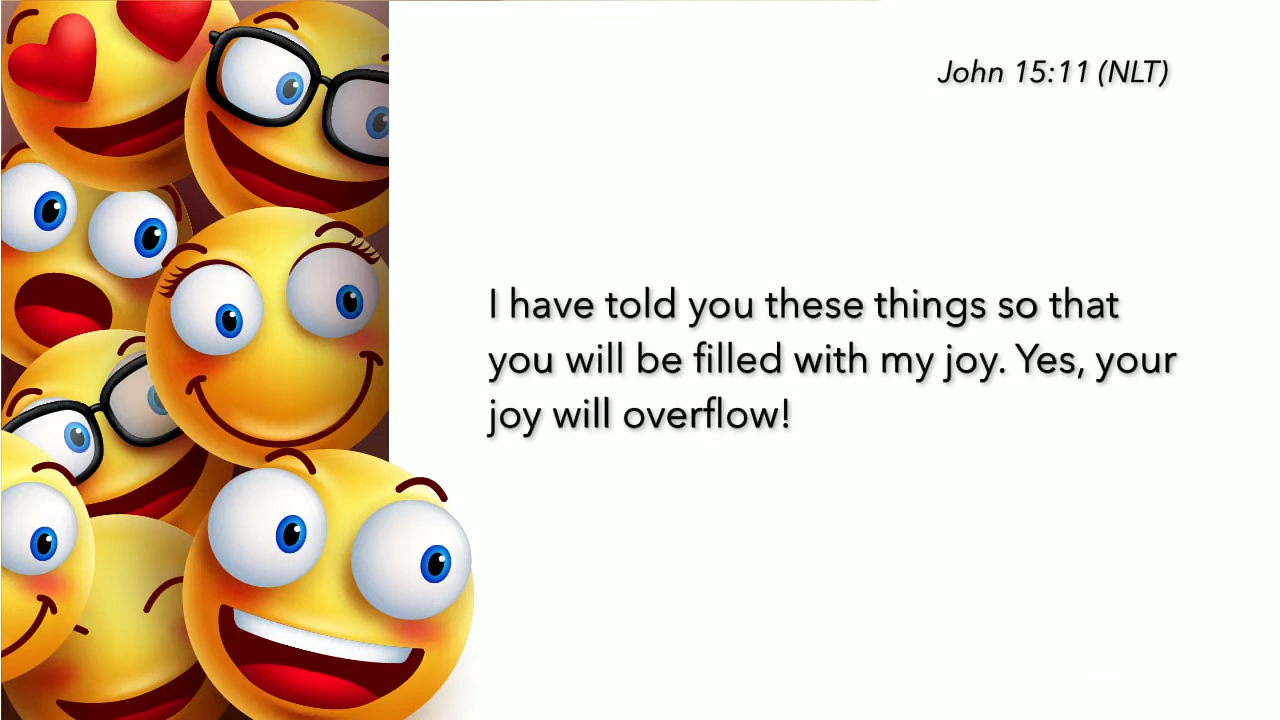 John 15:11 (NLT)
I have told you these things so that
you will be filled with my joy. Yes, your
joy will overflow!